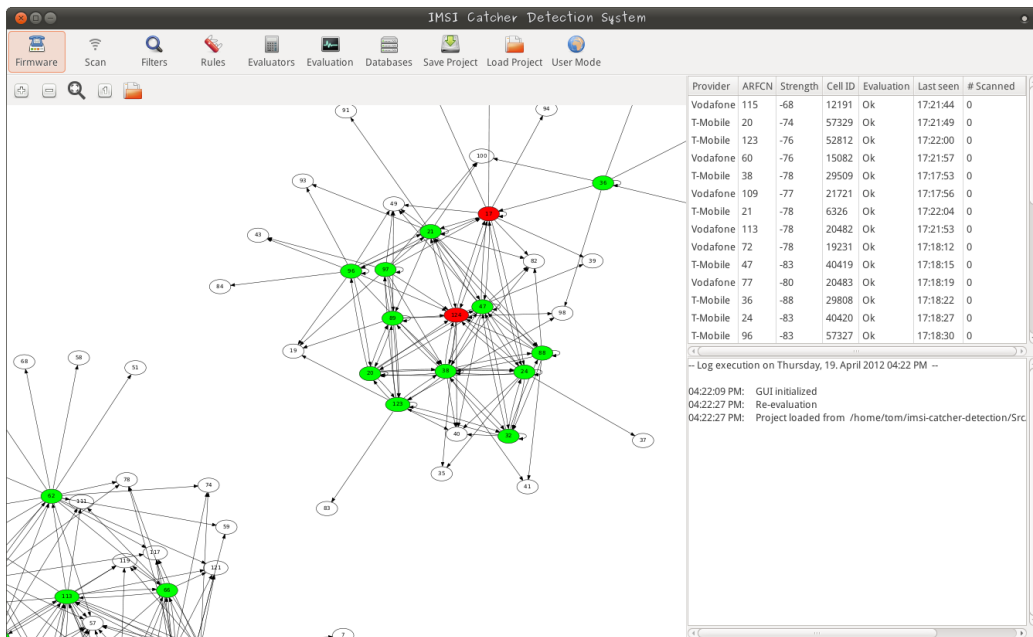 IMSI Catcher Detection System
Firmware Scan Filters Rules Evaluators Evaluation Databases Save Project Load Project User Mode
Provider ARFCN Strength Cell ID Evaluation Last seen # Scanned
Vodafone 115 -68 12191 Ok 17:21:44 0
T-Mobile 20 -74 57329 Ok 17:21:49 0
T-Mobile 123 -76 52812 Ok 17:22:00 0
Vodafone 60 -76 15082 Ok 17:21:57 0
T-Mobile 38 -78 29509 Ok 17:17:53 0
Vodafone 109 -77 21721 Ok 17:17:56 0
T-Mobile 21 -78 6326 Ok 17:22:04 0
Vodafone 113 -78 20482 Ok 17:21:53 0
Vodafone 72 -78 19231 Ok 17:18:12 0
T-Mobile 47 -83 40419 Ok 17:18:15 0
Vodafone 77 -80 20483 Ok 17:18:19 0
T-Mobile 36 -88 29808 Ok 17:18:22 0
T-Mobile 24 -83 40420 Ok 17:18:27 0
T-Mobile 96 -83 57327 Ok 17:18:30 0
-- Log execution on Thursday, 19. April 2012 04:22 PM --
04:22:09 PM: GUI initialized
04:22:27 PM: Re-evaluation
04:22:27 PM: Project loaded from /home/tom/imsi-catcher-detection/Src
91
94
100
93
49
21
43
96
97
82
39
84
47
98
19
24
123
40
37
35
41
83
68
58
51
62
78
74
111
59
117
119
121
113
57
7